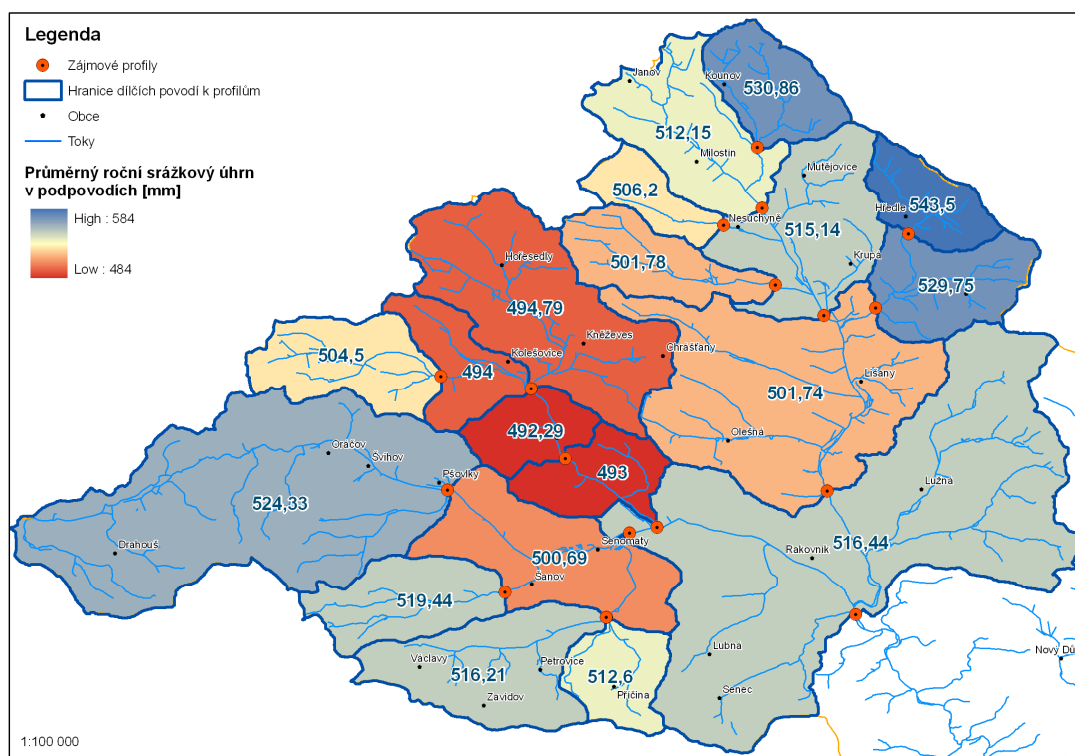 Legenda
Zájmové profily
Hranice dílčích povodí k profilům
Obce
Toky
Průměrný roční srážkový úhrn
v podpovodích [mm]
High : 584
Low : 484
Janov
Kounov
530,86
512,15
Milostín
Mutějovice
506,2
Nesuchyně
Hředle
543,5
515,14
Hořesedly
501,78
Krupá
529,75
494,79
Kněževes
504,5
Kolešovice
Chrášťany
494
Lišany
501,74
492,29
Olešná
Oráčov
Švihov
493
Pšovlky
Lužná
524,33
516,44
Drahouš
Senomaty
500,69
Rakovník
Šanov
519,44
Václavy
516,21
Petrovice
512,6
Příčina
Zavidov
Lubná
Senec
Nový Dů
1:100 000